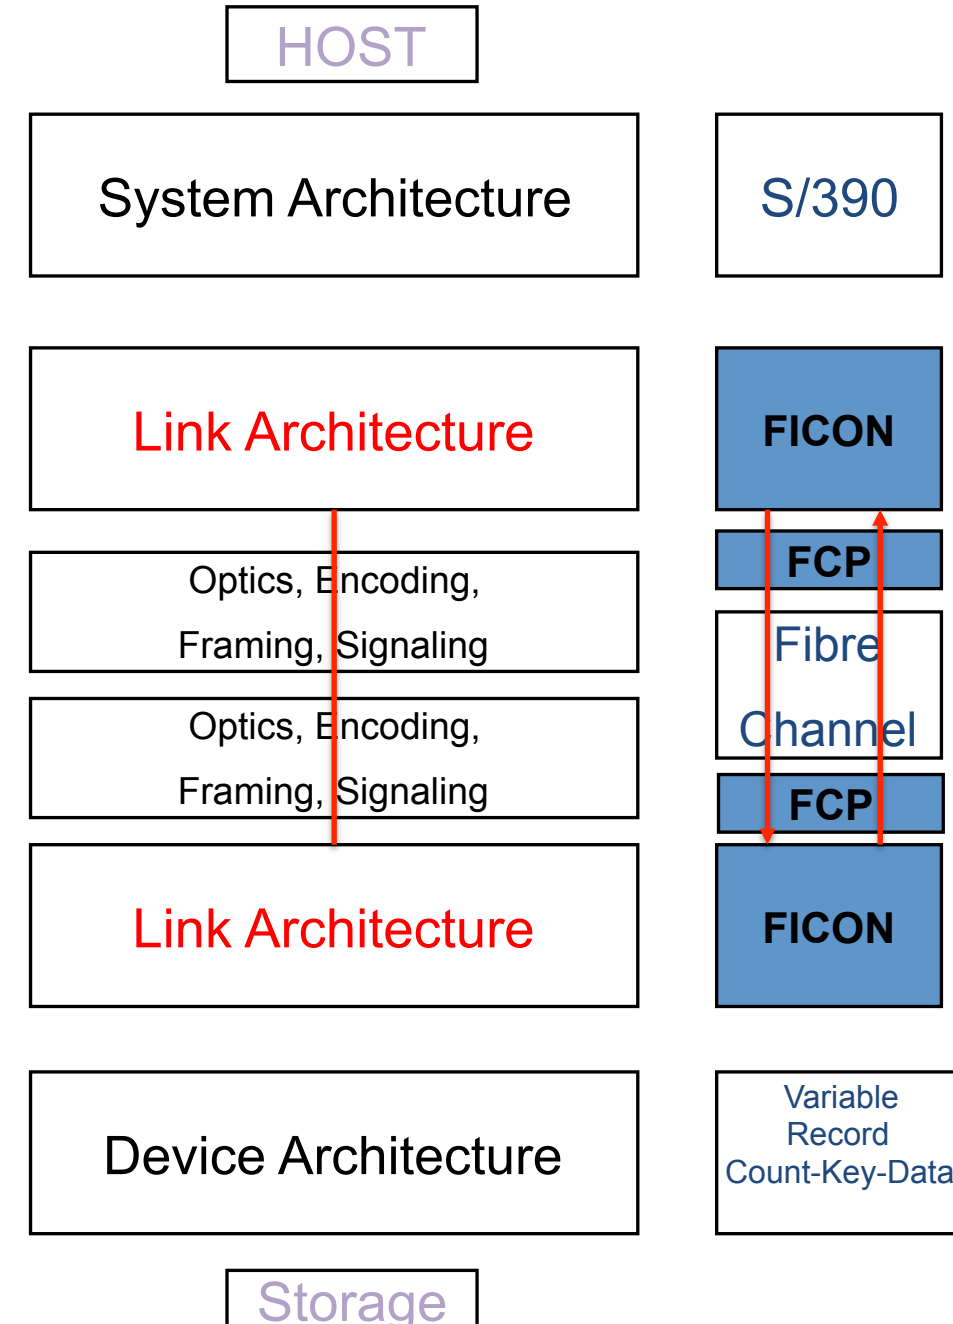 HOST
System Architecture
S/390
Link Architecture
FICON
FCP
Optics, Encoding,
Framing, Signaling
Fibre
Channel
Optics, Encoding,
Framing, Signaling
FCP
Link Architecture
FICON
Device Architecture
Variable
Record
Count-Key-Data
Storage